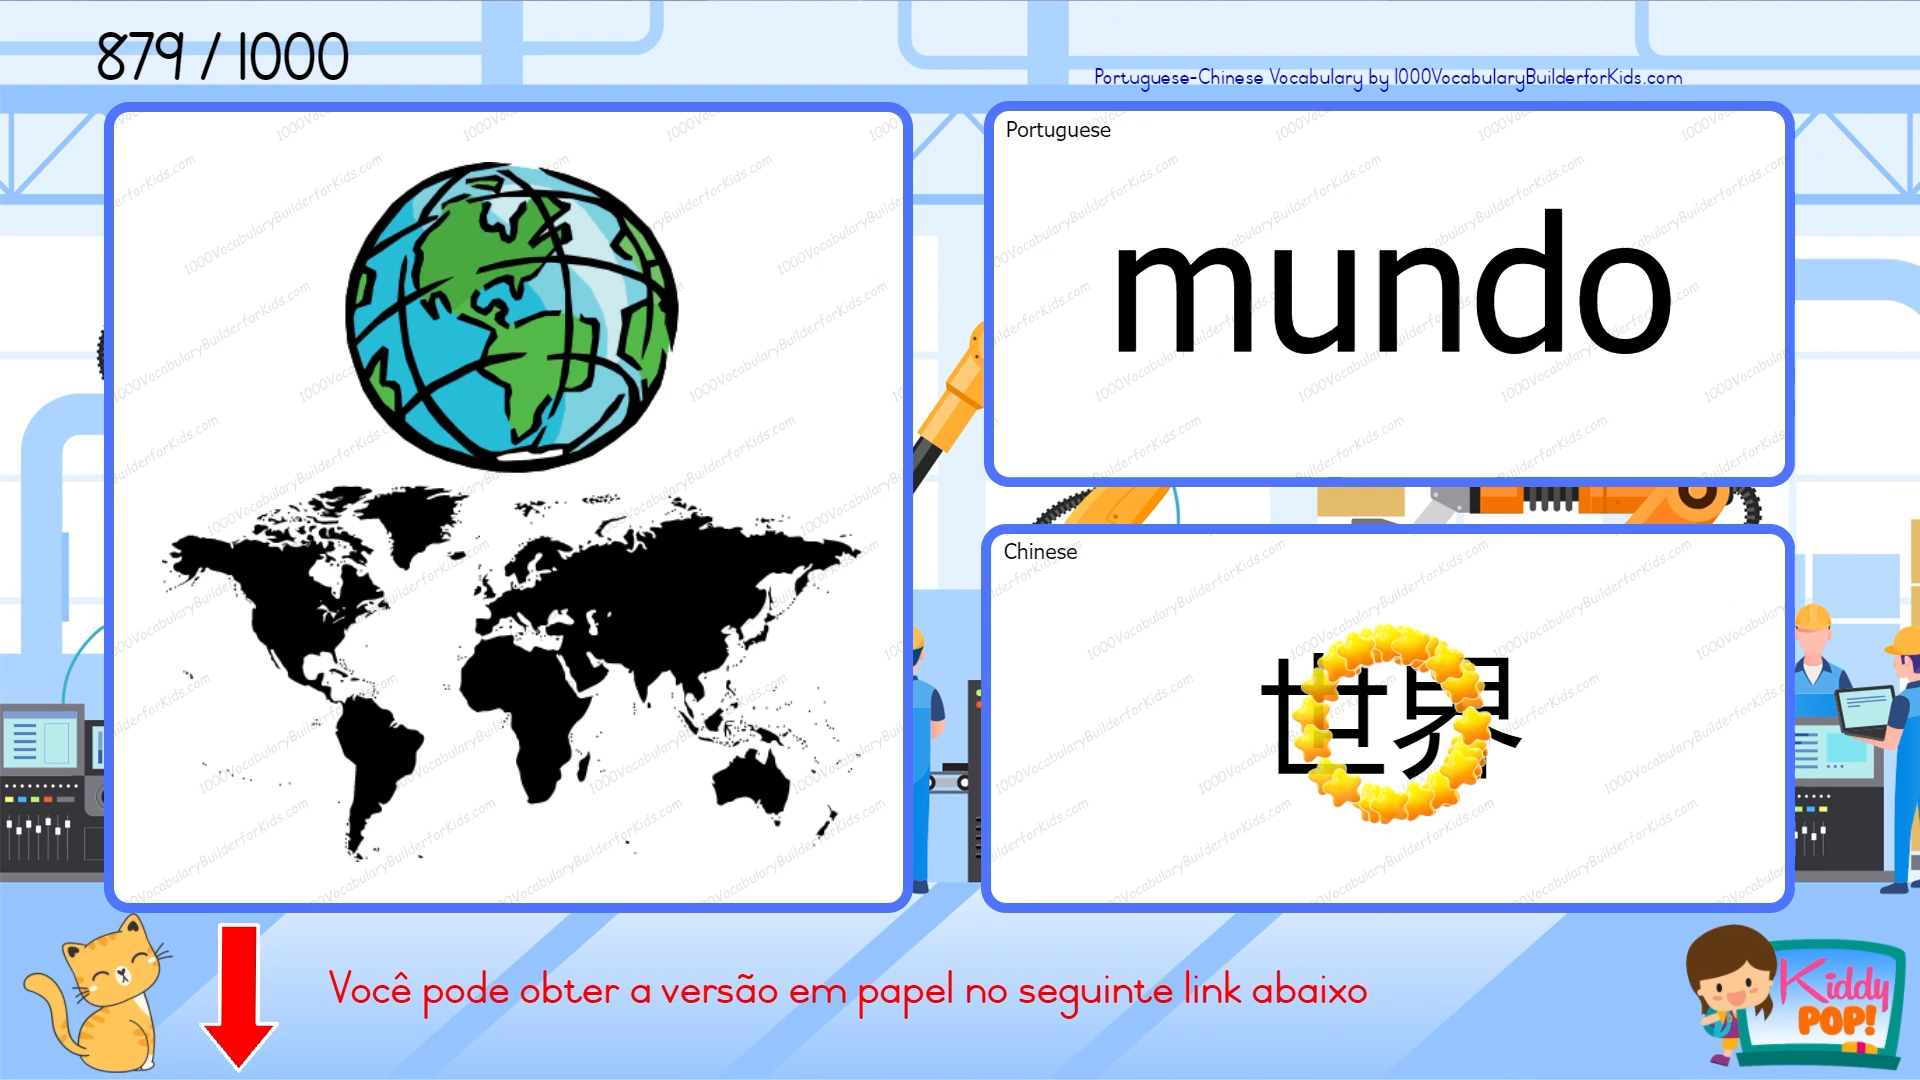 879 / 1000
Portuguese-Chinese Vocabulary by 1000VocabularyBuilderforKids.com
Portuguese
mundo
Chinese
世界
Você pode obter a versão em papel no seguinte link abaixo
Kiddy
POP!